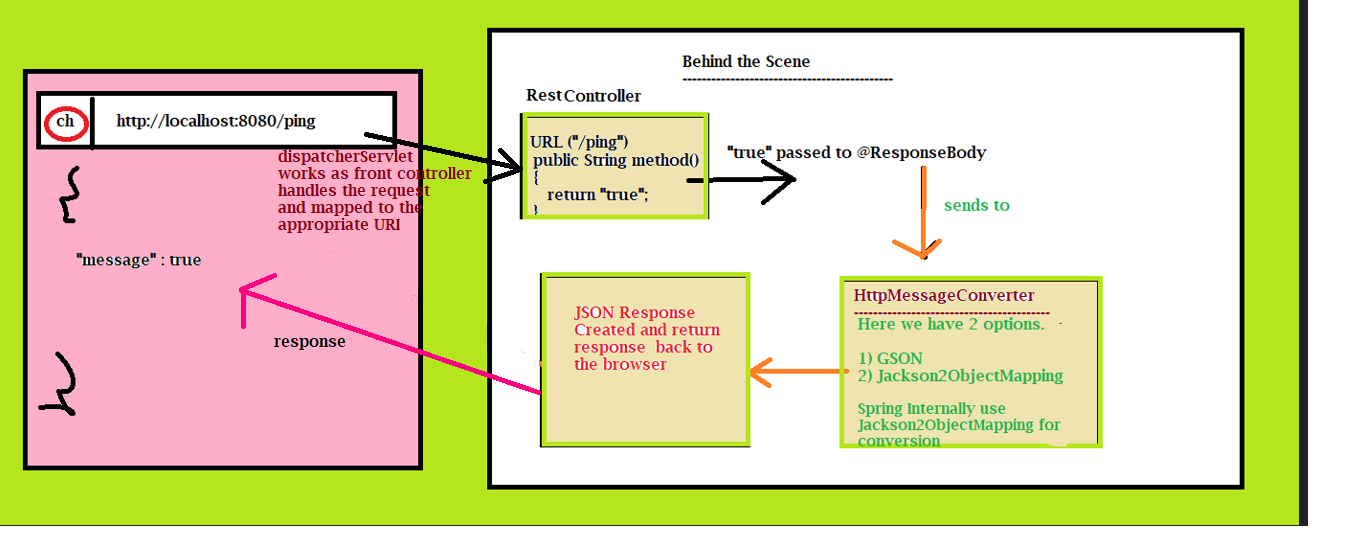 ch
http://localhost:8080/ping
dispatcherServlet
works as front controller
handles the request
and mapped to the
appropriate URI
{
"message" : true
}
response
Behind the Scene
--------------------------------------------
RestController
URL ("/ping")
public String method()
{
return "true";
}
"true" passed to @ResponseBody
sends to
HttpMessageConverter
-----------------------------------------
Here we have 2 options.
1) GSON
2) Jackson2ObjectMapping
Spring Internally use
Jackson2ObjectMapping for
conversion
JSON Response
Created and return
response back to
the browser